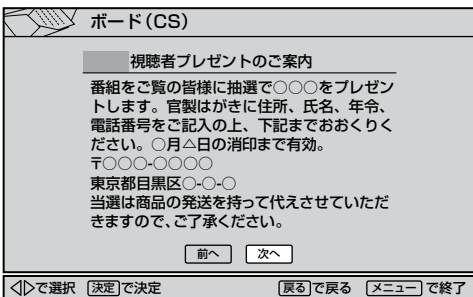 ボード（CS）
視聴者プレゼントのご案内
番組をご覧の皆様に抽選で○○○をプレゼン
トします。官製はがきに住所、氏名、年令、
電話番号をご記入の上、下記までおおくりく
ださい。○月△日の消印まで有効。
〒○○○-○○○○
東京都目黒区○-○-○
当選は商品の発送を持って代えさせていただ
きますので、ご了承ください。
前へ 次へ
◁▷で選択 決定で決定 戻るで戻る メニューで終了